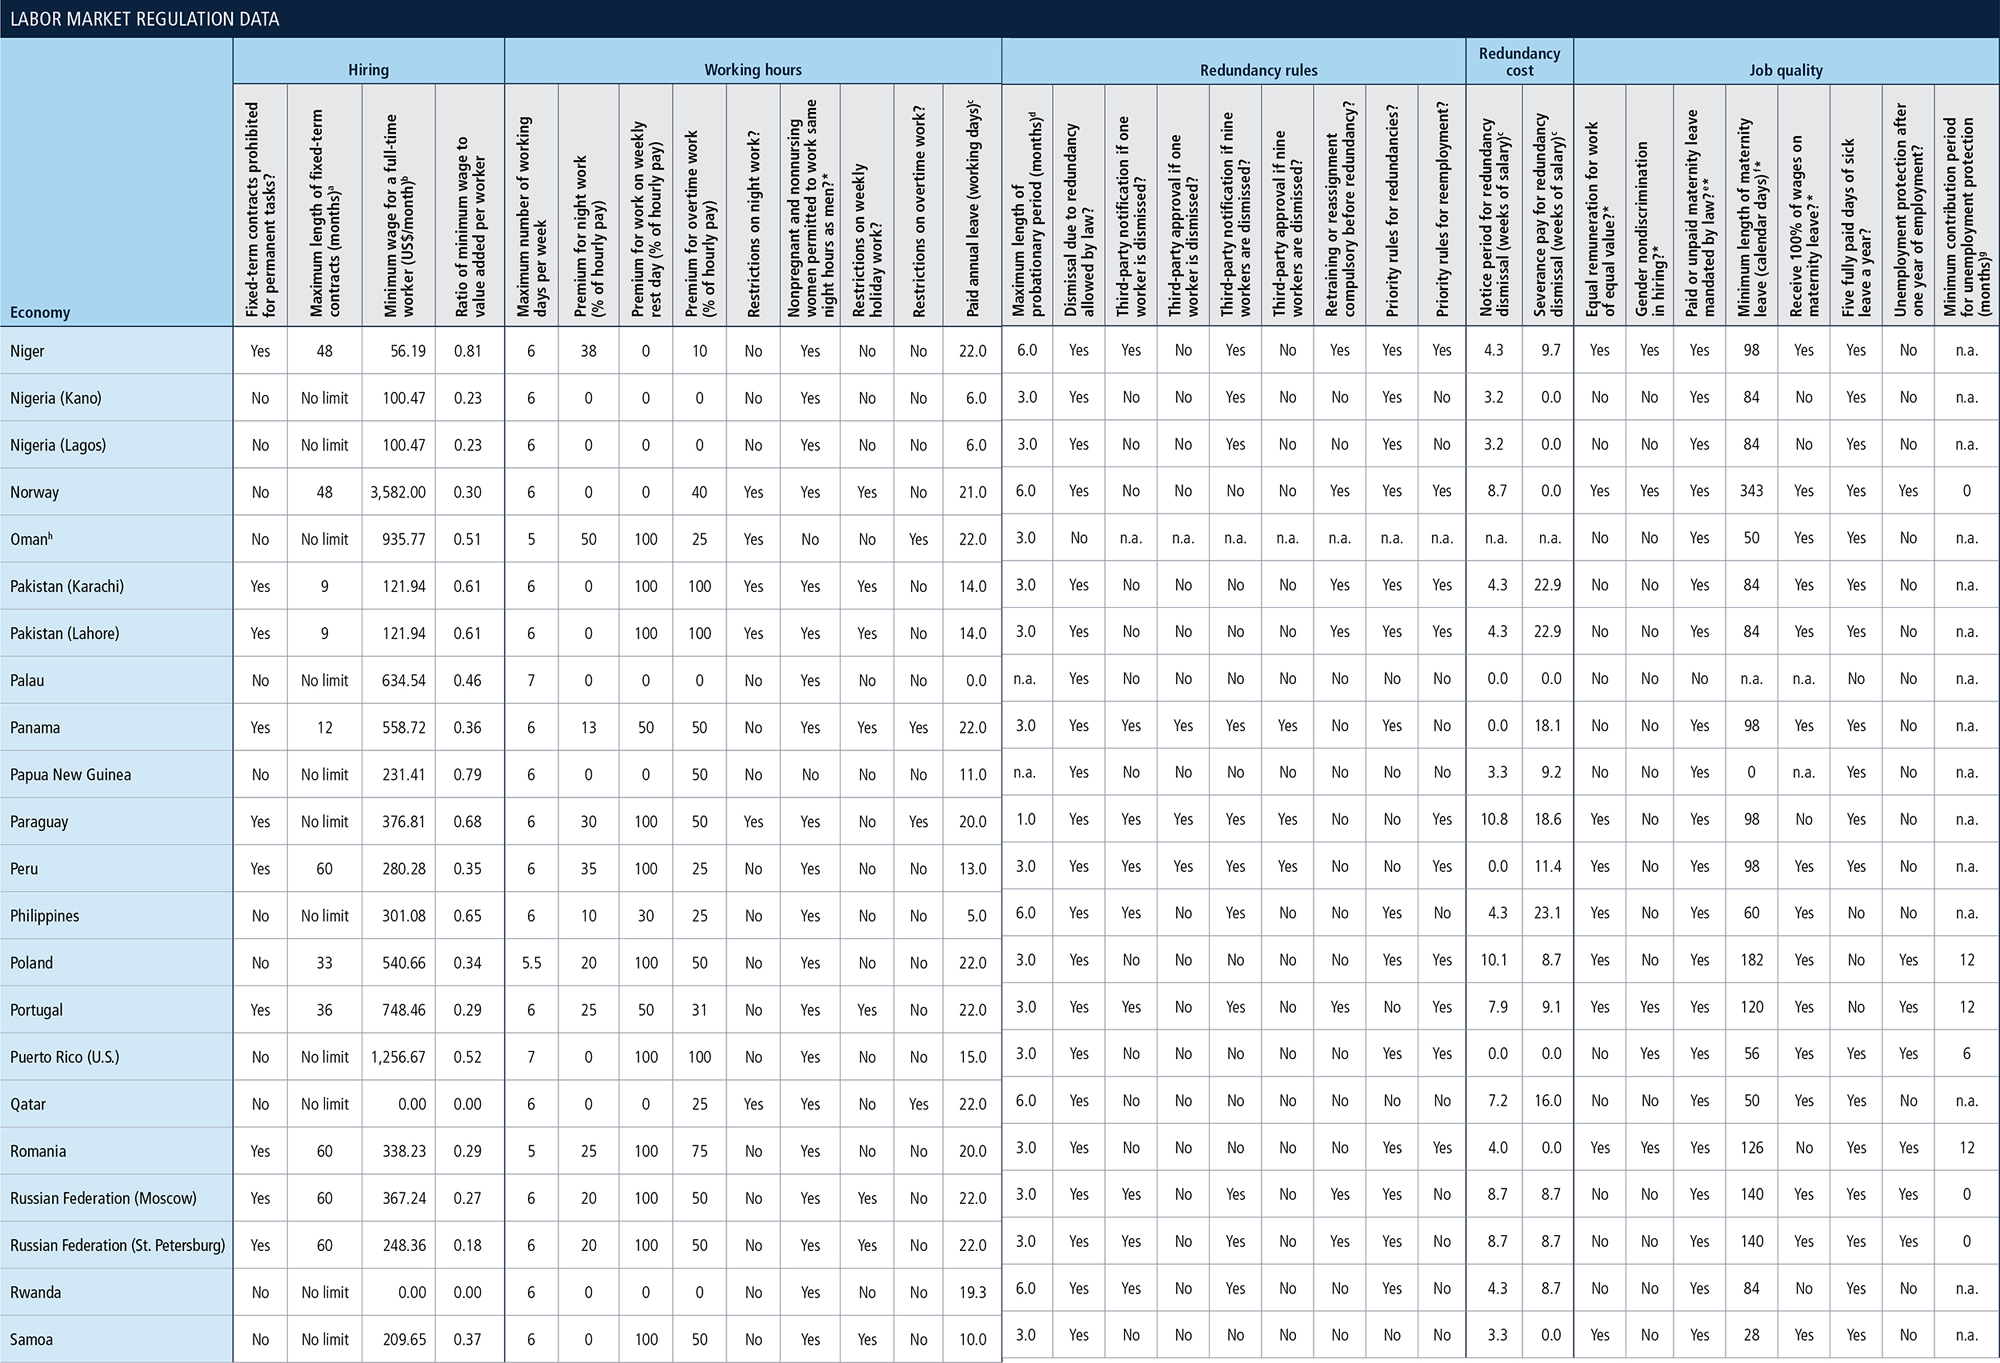 LABOR MARKET REGULATION DATA
Hiring Working hours Redundancy rules Redundancy cost Job quality
Economy
Fixed-term contracts prohibited for permanent tasks?
Maximum length of fixed-term contracts (months)ᵃ
Minimum wage for a full-time worker (US$/month)ᵇ
Ratio of minimum wage to value added per worker
Maximum number of working days per week
Premium for night work (% of hourly pay)
Premium for work on weekly rest day (% of hourly pay)
Premium for overtime work (% of hourly pay)
Restrictions on night work?
Nonpregnant and nonnursing women permitted to work same night hours as men?*
Restrictions on weekly holiday work?
Restrictions on overtime work?
Paid annual leave (working days)ᶜ
Maximum length of probationary period (months)ᵈ
Dismissal due to redundancy allowed by law?
Third-party notification if one worker is dismissed?
Third-party approval if one worker is dismissed?
Third-party notification if nine workers are dismissed?
Third-party approval if nine workers are dismissed?
Retraining or reassignment compulsory before redundancy?
Priority rules for redundancies?
Priority rules for reemployment?
Notice period for redundancy dismissal (weeks of salary)ᶜ
Severance pay for redundancy dismissal (weeks of salary)ᶜ
Equal remuneration for work of equal value?*
Gender nondiscrimination in hiring?*
Paid or unpaid maternity leave mandated by law?ᵉ*
Minimum length of maternity leave (calendar days)ᶠ*
Receive 100% of wages on maternity leave?*
Five fully paid days of sick leave a year?
Unemployment protection after one year of employment?
Minimum contribution period for unemployment protection (months)ᵍ
Niger Yes 48 56.19 0.81 6 38 0 10 No Yes No No 22.0 6.0 Yes Yes No Yes No Yes Yes Yes 4.3 9.7 Yes Yes Yes 98 Yes Yes No n.a.
Nigeria (Kano) No No limit 100.47 0.23 6 0 0 0 No Yes No No 6.0 3.0 Yes No No Yes No No Yes No 3.2 0.0 No No Yes 84 No Yes No n.a.
Nigeria (Lagos) No No limit 100.47 0.23 6 0 0 0 No Yes No No 6.0 3.0 Yes No No Yes No No Yes No 3.2 0.0 No No Yes 84 No Yes No n.a.
Norway No 48 3,582.00 0.30 6 0 0 40 Yes Yes Yes No 21.0 6.0 Yes No No No No Yes Yes Yes 8.7 0.0 Yes Yes Yes 343 Yes Yes Yes 0
Omanʰ No No limit 935.77 0.51 5 50 100 25 Yes No No Yes 22.0 3.0 No n.a. n.a. n.a. n.a. n.a. n.a. n.a. n.a. n.a. No No Yes 50 Yes Yes No n.a.
Pakistan (Karachi) Yes 9 121.94 0.61 6 0 100 100 Yes Yes Yes No 14.0 3.0 Yes No No No No Yes Yes Yes 4.3 22.9 No No Yes 84 Yes Yes No n.a.
Pakistan (Lahore) Yes 9 121.94 0.61 6 0 100 100 Yes Yes Yes No 14.0 3.0 Yes No No No No Yes Yes Yes 4.3 22.9 No No Yes 84 Yes Yes No n.a.
Palau No No limit 634.54 0.46 7 0 0 0 No Yes No No 0.0 n.a. Yes No No No No No No No 0.0 0.0 No No No n.a. n.a. No No n.a.
Panama Yes 12 558.72 0.36 6 13 50 50 No Yes Yes Yes 22.0 3.0 Yes Yes Yes Yes Yes No Yes No 0.0 18.1 No No Yes 98 Yes Yes No n.a.
Papua New Guinea No No limit 231.41 0.79 6 0 0 50 No No No No 11.0 n.a. Yes No No No No No No No 3.3 9.2 No No Yes 0 n.a. Yes No n.a.
Paraguay Yes No limit 376.81 0.68 6 30 100 50 Yes Yes No Yes 20.0 1.0 Yes Yes Yes Yes Yes No No Yes 10.8 18.6 Yes No Yes 98 No Yes No n.a.
Peru Yes 60 280.28 0.35 6 35 100 25 No Yes No No 13.0 3.0 Yes Yes Yes Yes Yes No No Yes 0.0 11.4 Yes No Yes 98 Yes Yes No n.a.
Philippines No No limit 301.08 0.65 6 10 30 25 No Yes No No 5.0 6.0 Yes Yes No Yes No No Yes No 4.3 23.1 Yes No Yes 60 Yes No No n.a.
Poland No 33 540.66 0.34 5.5 20 100 50 No Yes No No 22.0 3.0 Yes No No No No No Yes Yes 10.1 8.7 Yes No Yes 182 Yes No Yes 12
Portugal Yes 36 748.46 0.29 6 25 50 31 No Yes Yes No 22.0 3.0 Yes Yes No Yes No Yes No Yes 7.9 9.1 Yes Yes Yes 120 Yes No Yes 12
Puerto Rico (U.S.) No No limit 1,256.67 0.52 7 0 100 100 No Yes No No 15.0 3.0 Yes No No No No No Yes Yes 0.0 0.0 No Yes Yes 56 Yes Yes Yes 6
Qatar No No limit 0.00 0.00 6 0 0 25 Yes Yes No Yes 22.0 6.0 Yes No No No No No No No 7.2 16.0 No No Yes 50 Yes Yes No n.a.
Romania Yes 60 338.23 0.29 5 25 100 75 No Yes No No 20.0 3.0 Yes No No No No No Yes Yes 4.0 0.0 Yes Yes Yes 126 No Yes Yes 12
Russian Federation (Moscow) Yes 60 367.24 0.27 6 20 100 50 No Yes Yes No 22.0 3.0 Yes Yes No Yes No Yes Yes No 8.7 8.7 No No Yes 140 Yes Yes Yes 0
Russian Federation (St. Petersburg) Yes 60 248.36 0.18 6 20 100 50 No Yes Yes No 22.0 3.0 Yes Yes No Yes No Yes Yes No 8.7 8.7 No No Yes 140 Yes Yes Yes 0
Rwanda No No limit 0.00 0.00 6 0 0 0 No Yes No No 19.3 6.0 Yes Yes No Yes No No Yes No 4.3 8.7 No No Yes 84 No Yes No n.a.
Samoa No No limit 209.65 0.37 6 0 100 50 No Yes Yes No 10.0 3.0 Yes No No No No No No No 3.3 0.0 Yes No Yes 28 Yes Yes No n.a.